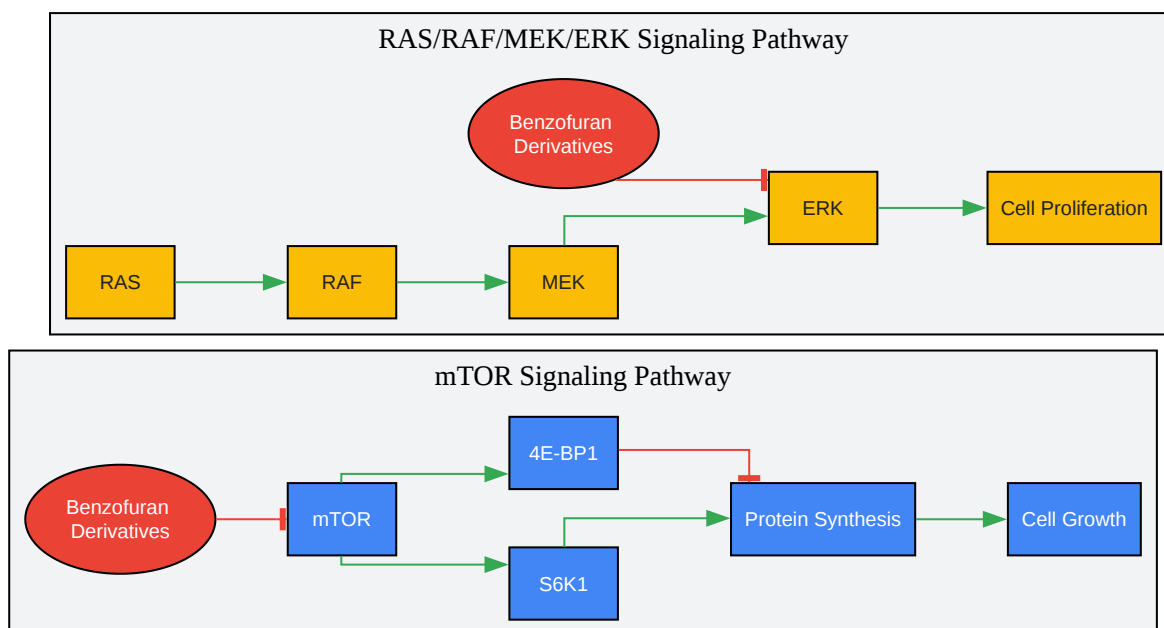 RAS/RAF/MEK/ERK Signaling Pathway
Benzofuran
Derivatives
ERK
Cell Proliferation
RAS
RAF
MEK
mTOR Signaling Pathway
4E-BP1
Benzofuran
Derivatives
mTOR
Protein Synthesis
Cell Growth
S6K1